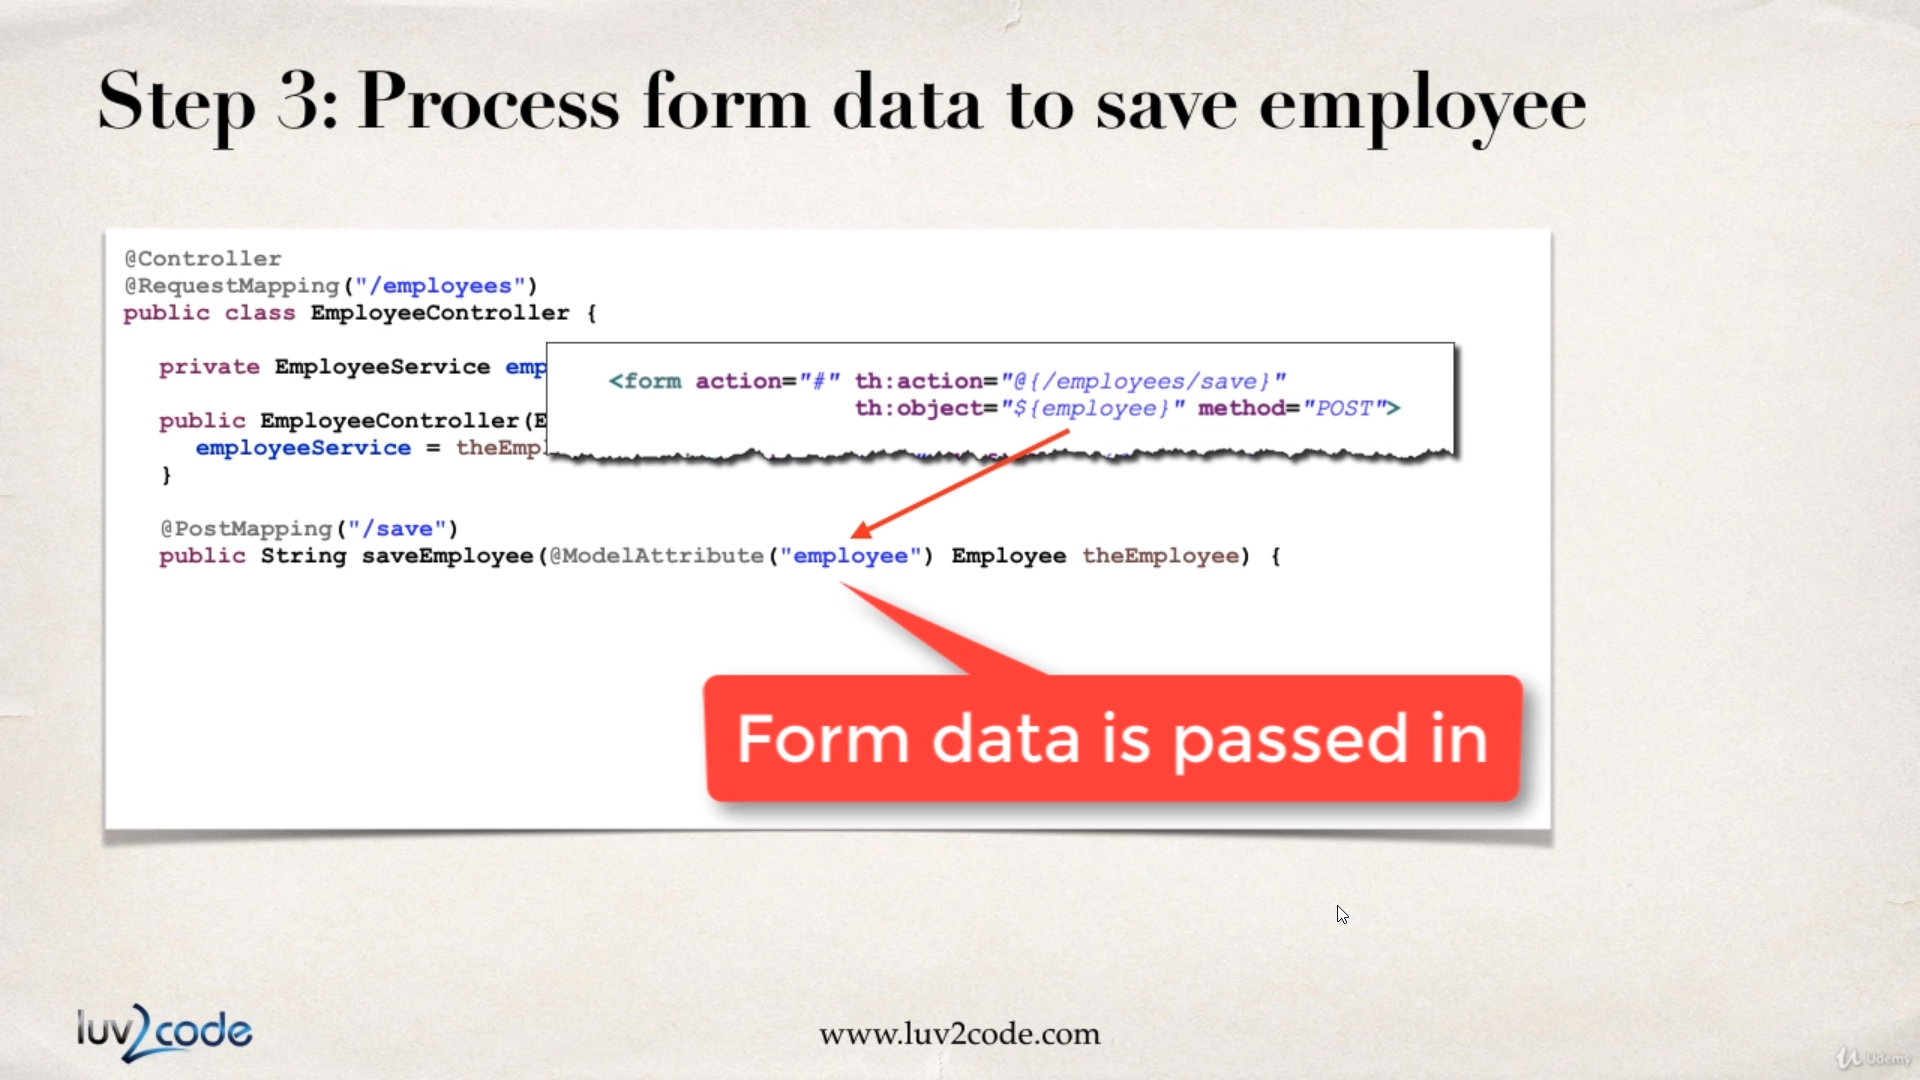 Step 3: Process form data to save employee
@Controller
@RequestMapping("/employees")
public class EmployeeController {
private EmployeeService emp
<form action="#" th:action="@{/employees/save}"
th:object="${employee}" method="POST">
public EmployeeController(E
employeeService = theEmpl
}
@PostMapping("/save")
public String saveEmployee(@ModelAttribute("employee") Employee theEmployee) {
Form data is passed in
luv2code
www.luv2code.com
Udemy